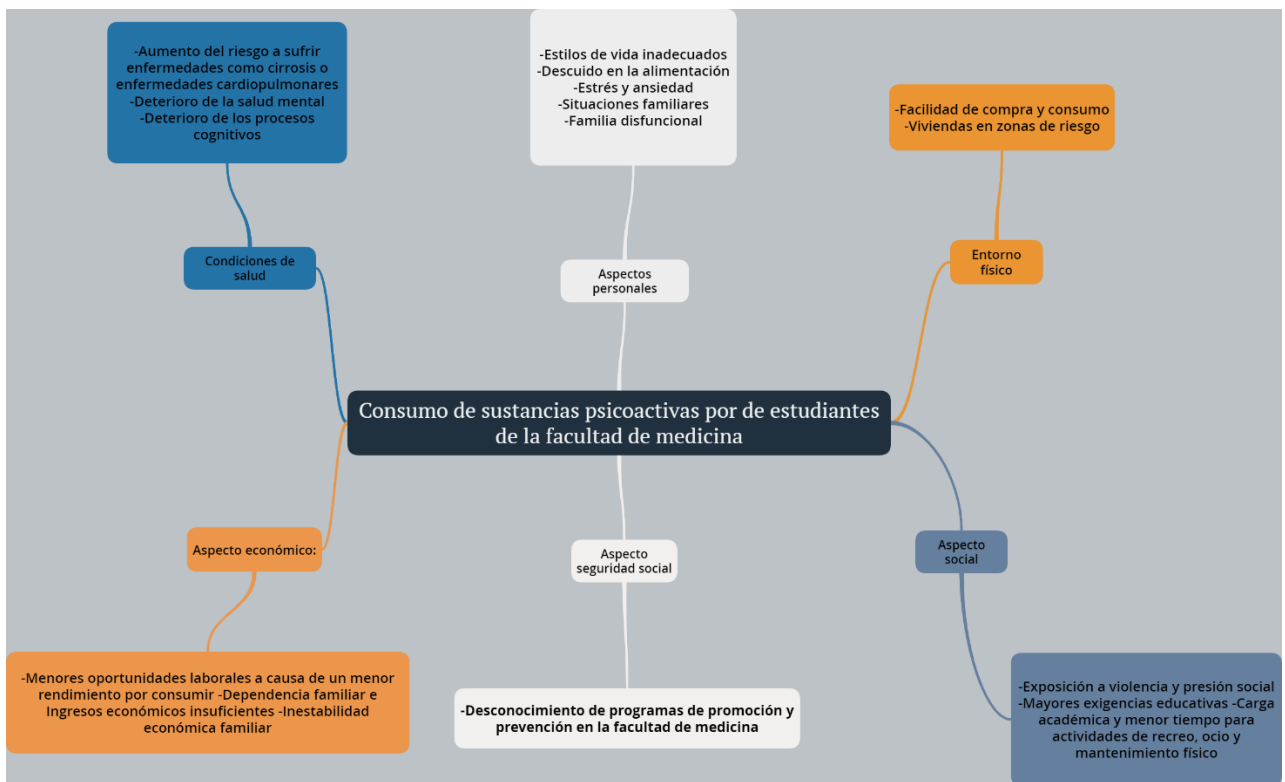 -Aumento del riesgo a sufrir
enfermedades como cirrosis o
enfermedades cardiopulmonares
-Deterioro de la salud mental
-Deterioro de los procesos
cognitivos
-Estilos de vida inadecuados
-Descuido en la alimentación
-Estrés y ansiedad
-Situaciones familiares
-Familia disfuncional
-Facilidad de compra y consumo
-Viviendas en zonas de riesgo
Condiciones de
salud
Aspectos
personales
Entorno
físico
Consumo de sustancias psicoactivas por de estudiantes
de la facultad de medicina
Aspecto económico:
Aspecto
seguridad social
Aspecto
social
-Menores oportunidades laborales a causa de un menor
rendimiento por consumir -Dependencia familiar e
Ingresos económicos insuficientes -Inestabilidad
económica familiar
-Desconocimiento de programas de promoción y
prevención en la facultad de medicina
-Exposición a violencia y presión social
-Mayores exigencias educativas -Carga
académica y menor tiempo para
actividades de recreo, ocio y
mantenimiento físico